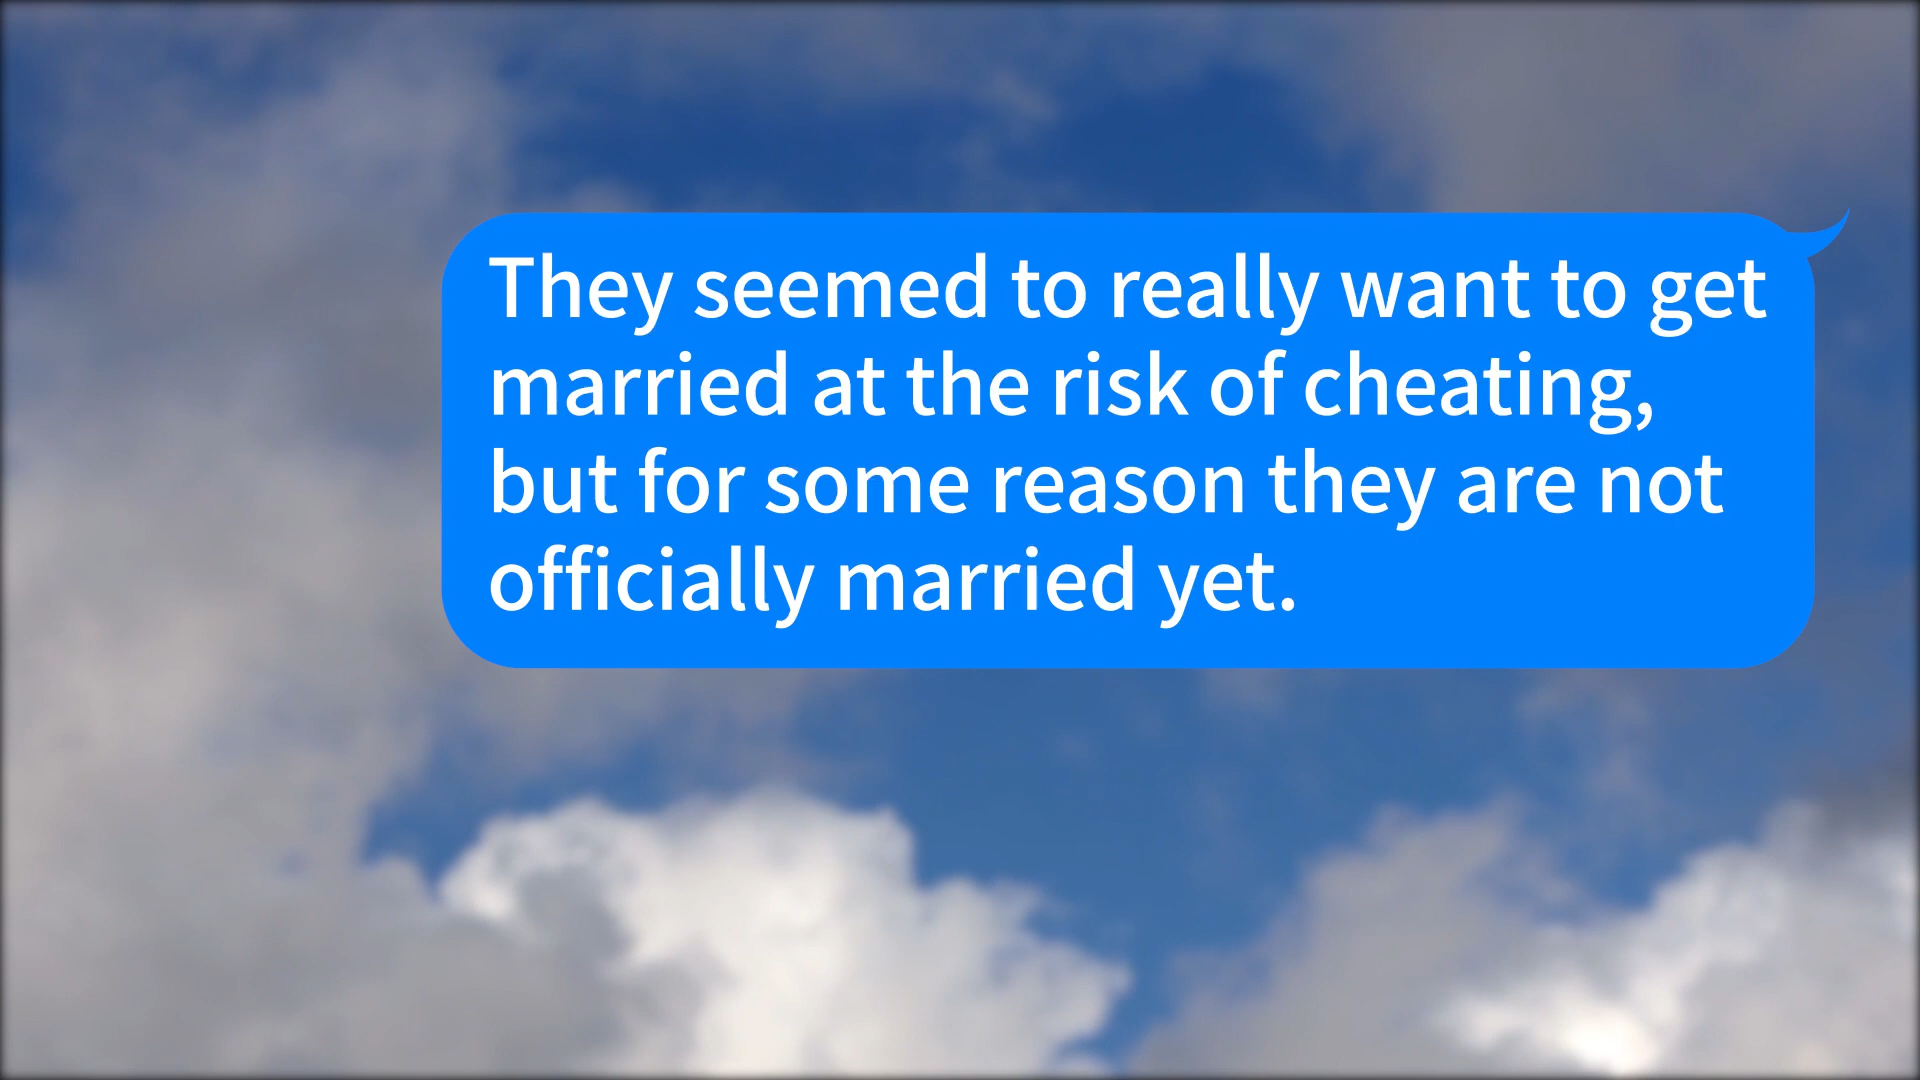 They seemed to really want to get
married at the risk of cheating,
but for some reason they are not
officially married yet.